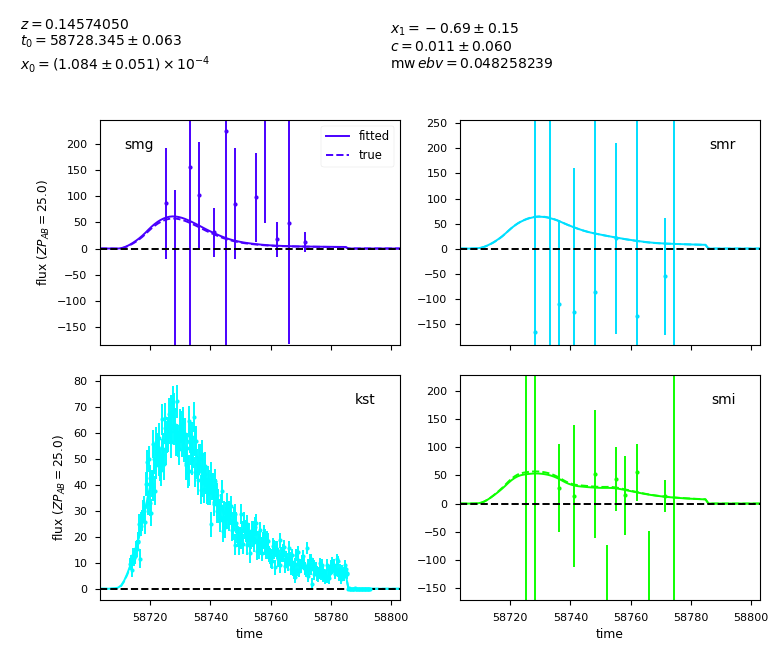 z = 0.14574050
t₀ = 58728.345 ± 0.063
x₀ = (1.084 ± 0.051) × 10⁻⁴
x₁ = −0.69 ± 0.15
c = 0.011 ± 0.060
mwebv = 0.048258239
smg
fitted
true
200
150
100
50
0
−50
−100
−150
flux (ZP_AB = 25.0)
smr
250
200
150
100
50
0
−50
−100
−150
kst
80
70
60
50
40
30
20
10
0
flux (ZP_AB = 25.0)
58720 58740 58760 58780 58800
time
smi
200
150
100
50
0
−50
−100
−150
58720 58740 58760 58780 58800
time